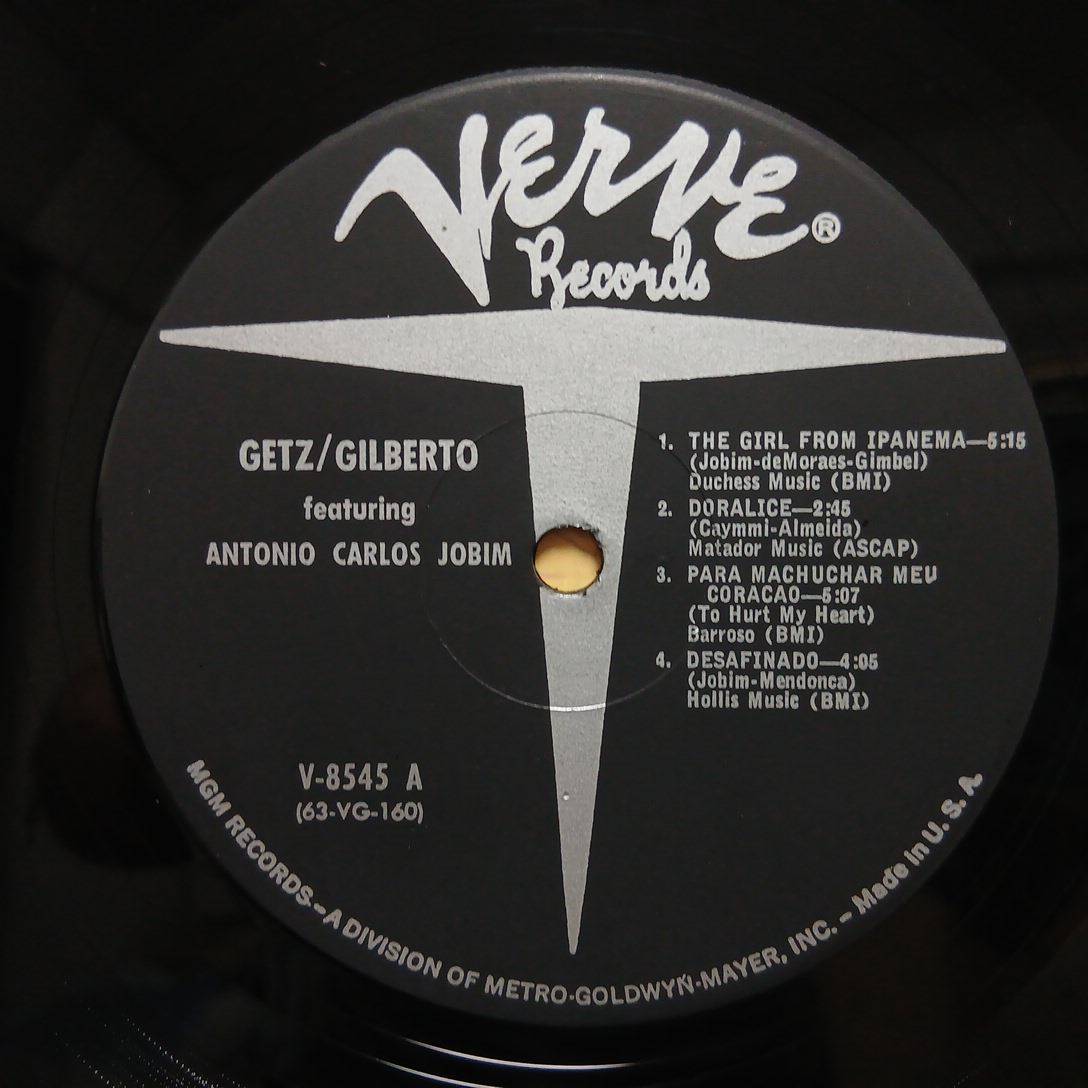 Verve®
Records
GETZ/GILBERTO
featuring
ANTONIO CARLOS JOBIM
1. THE GIRL FROM IPANEMA—5:15
(Jobim-deMoraes-Gimbel)
Duchess Music (BMI)
2. DORALICE—2:45
(Caymmi-Almeida)
Matador Music (ASCAP)
3. PARA MACHUCHAR MEU
CORACAO—5:07
(To Hurt My Heart)
Barroso (BMI)
4. DESAFINADO—4:05
(Jobim-Mendonca)
Hollis Music (BMI)
V-8545 A
(63-VG-160)
MGM RECORDS–A DIVISION OF METRO-GOLDWYN-MAYER, INC. – Made in U. S. A.